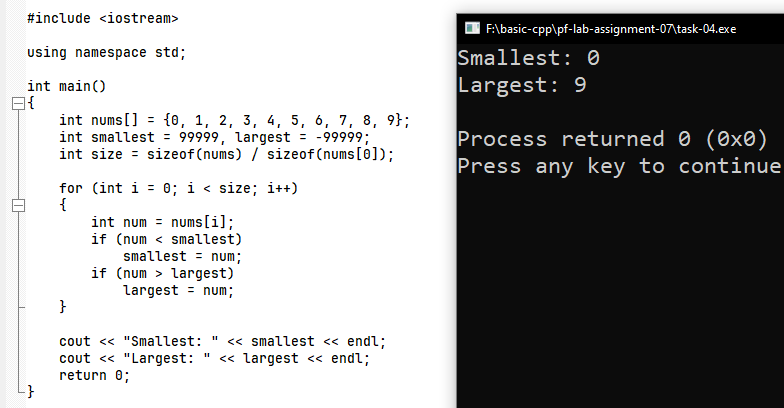 #include <iostream>
using namespace std;
int main()
{
    int nums[] = {0, 1, 2, 3, 4, 5, 6, 7, 8, 9};
    int smallest = 99999, largest = -99999;
    int size = sizeof(nums) / sizeof(nums[0]);
    for (int i = 0; i < size; i++)
    {
        int num = nums[i];
        if (num < smallest)
            smallest = num;
        if (num > largest)
            largest = num;
    }
    cout << "Smallest: " << smallest << endl;
    cout << "Largest: " << largest << endl;
    return 0;
}
F:\basic-cpp\pf-lab-assignment-07\task-04.exe
Smallest: 0
Largest: 9
Process returned 0 (0x0)
Press any key to continue